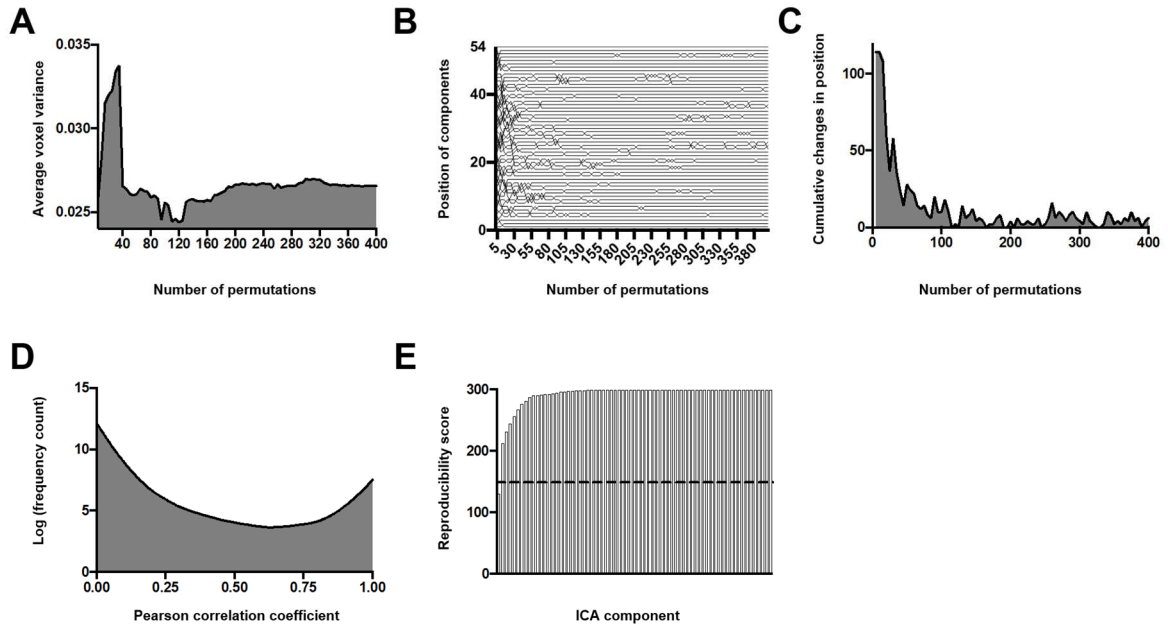 A
Average voxel variance
0.035
0.030
0.025
40 80 120 160 200 240 280 320 360 400
Number of permutations
B
Position of components
54
40
20
0
5 30 55 80 105 130 155 180 205 230 255 280 305 330 355 380
Number of permutations
C
Cumulative changes in position
100
50
0
0 100 200 300 400
Number of permutations
D
Log (frequency count)
15
10
5
0
0.00 0.25 0.50 0.75 1.00
Pearson correlation coefficient
E
Reproducibility score
300
200
100
0
ICA component